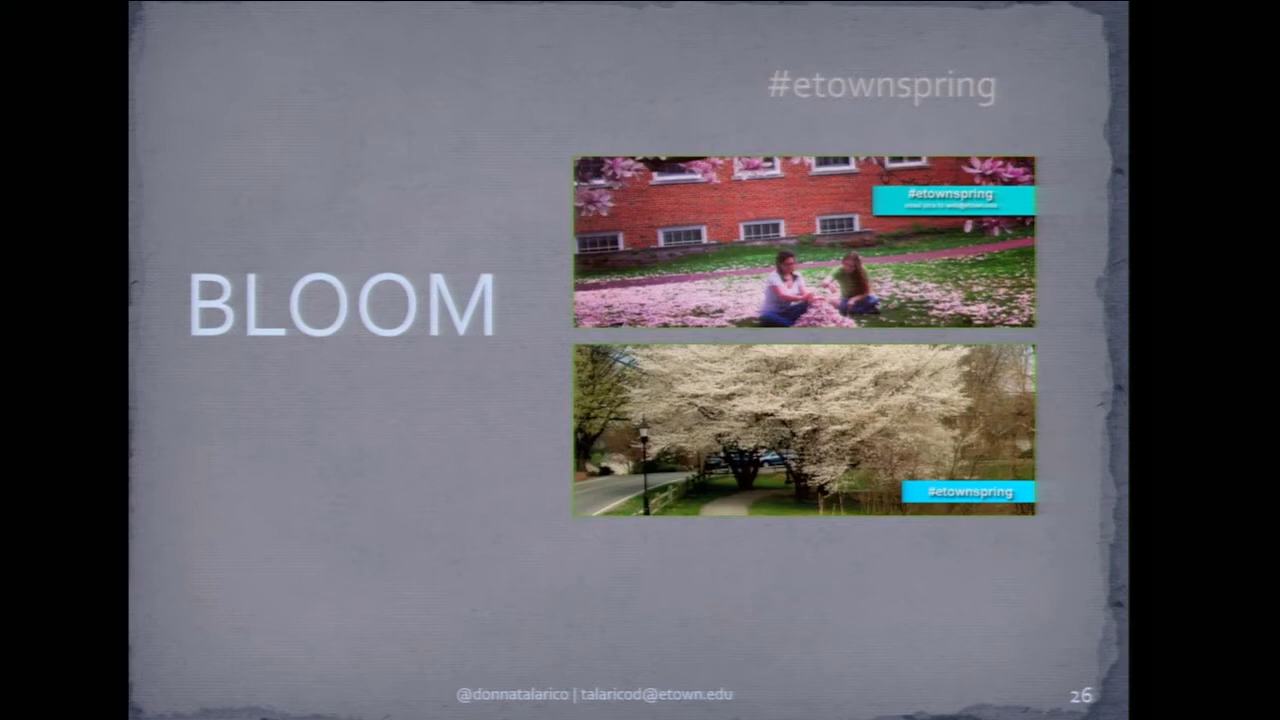 #etownspring
#etownspring
BLOOM
#etownspring
@donnatalarico | talaricod@etown.edu
26